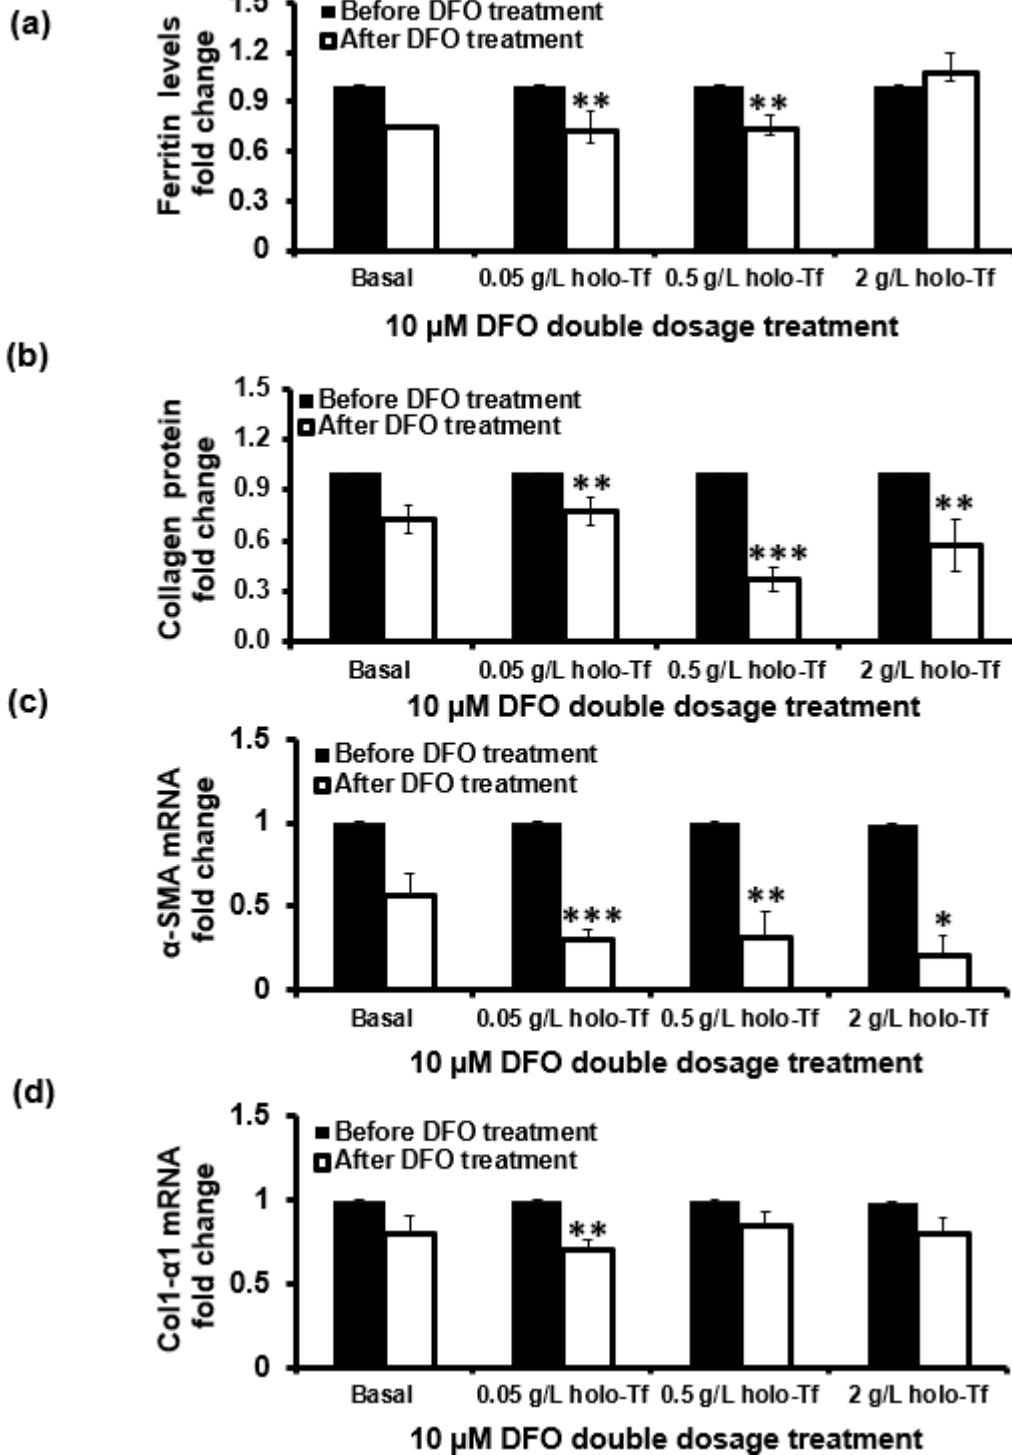 (a)
1.5
1.2
0.9
0.6
0.3
0
Ferritin levels
fold change
Before DFO treatment
After DFO treatment
**
**
Basal
0.05 g/L holo-Tf
0.5 g/L holo-Tf
2 g/L holo-Tf
10 µM DFO double dosage treatment
(b)
1.5
1.2
0.9
0.6
0.3
0.0
Collagen protein
fold change
Before DFO treatment
After DFO treatment
**
***
**
Basal
0.05 g/L holo-Tf
0.5 g/L holo-Tf
2 g/L holo-Tf
10 µM DFO double dosage treatment
(c)
1.5
1
0.5
0
α-SMA mRNA
fold change
Before DFO treatment
After DFO treatment
***
**
*
Basal
0.05 g/L holo-Tf
0.5 g/L holo-Tf
2 g/L holo-Tf
10 µM DFO double dosage treatment
(d)
1.5
1
0.5
0
Col1-α1 mRNA
fold change
Before DFO treatment
After DFO treatment
**
Basal
0.05 g/L holo-Tf
0.5 g/L holo-Tf
2 g/L holo-Tf
10 µM DFO double dosage treatment